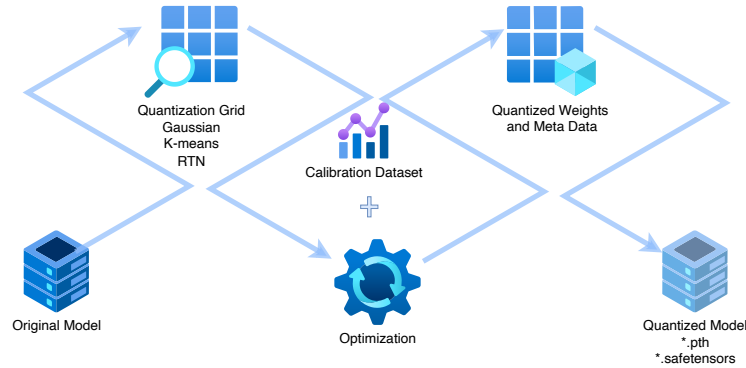 Quantization Grid
Gaussian
K-means
RTN
Quantized Weights
and Meta Data
Calibration Dataset
Original Model
Optimization
Quantized Model
*.pth
*.safetensors